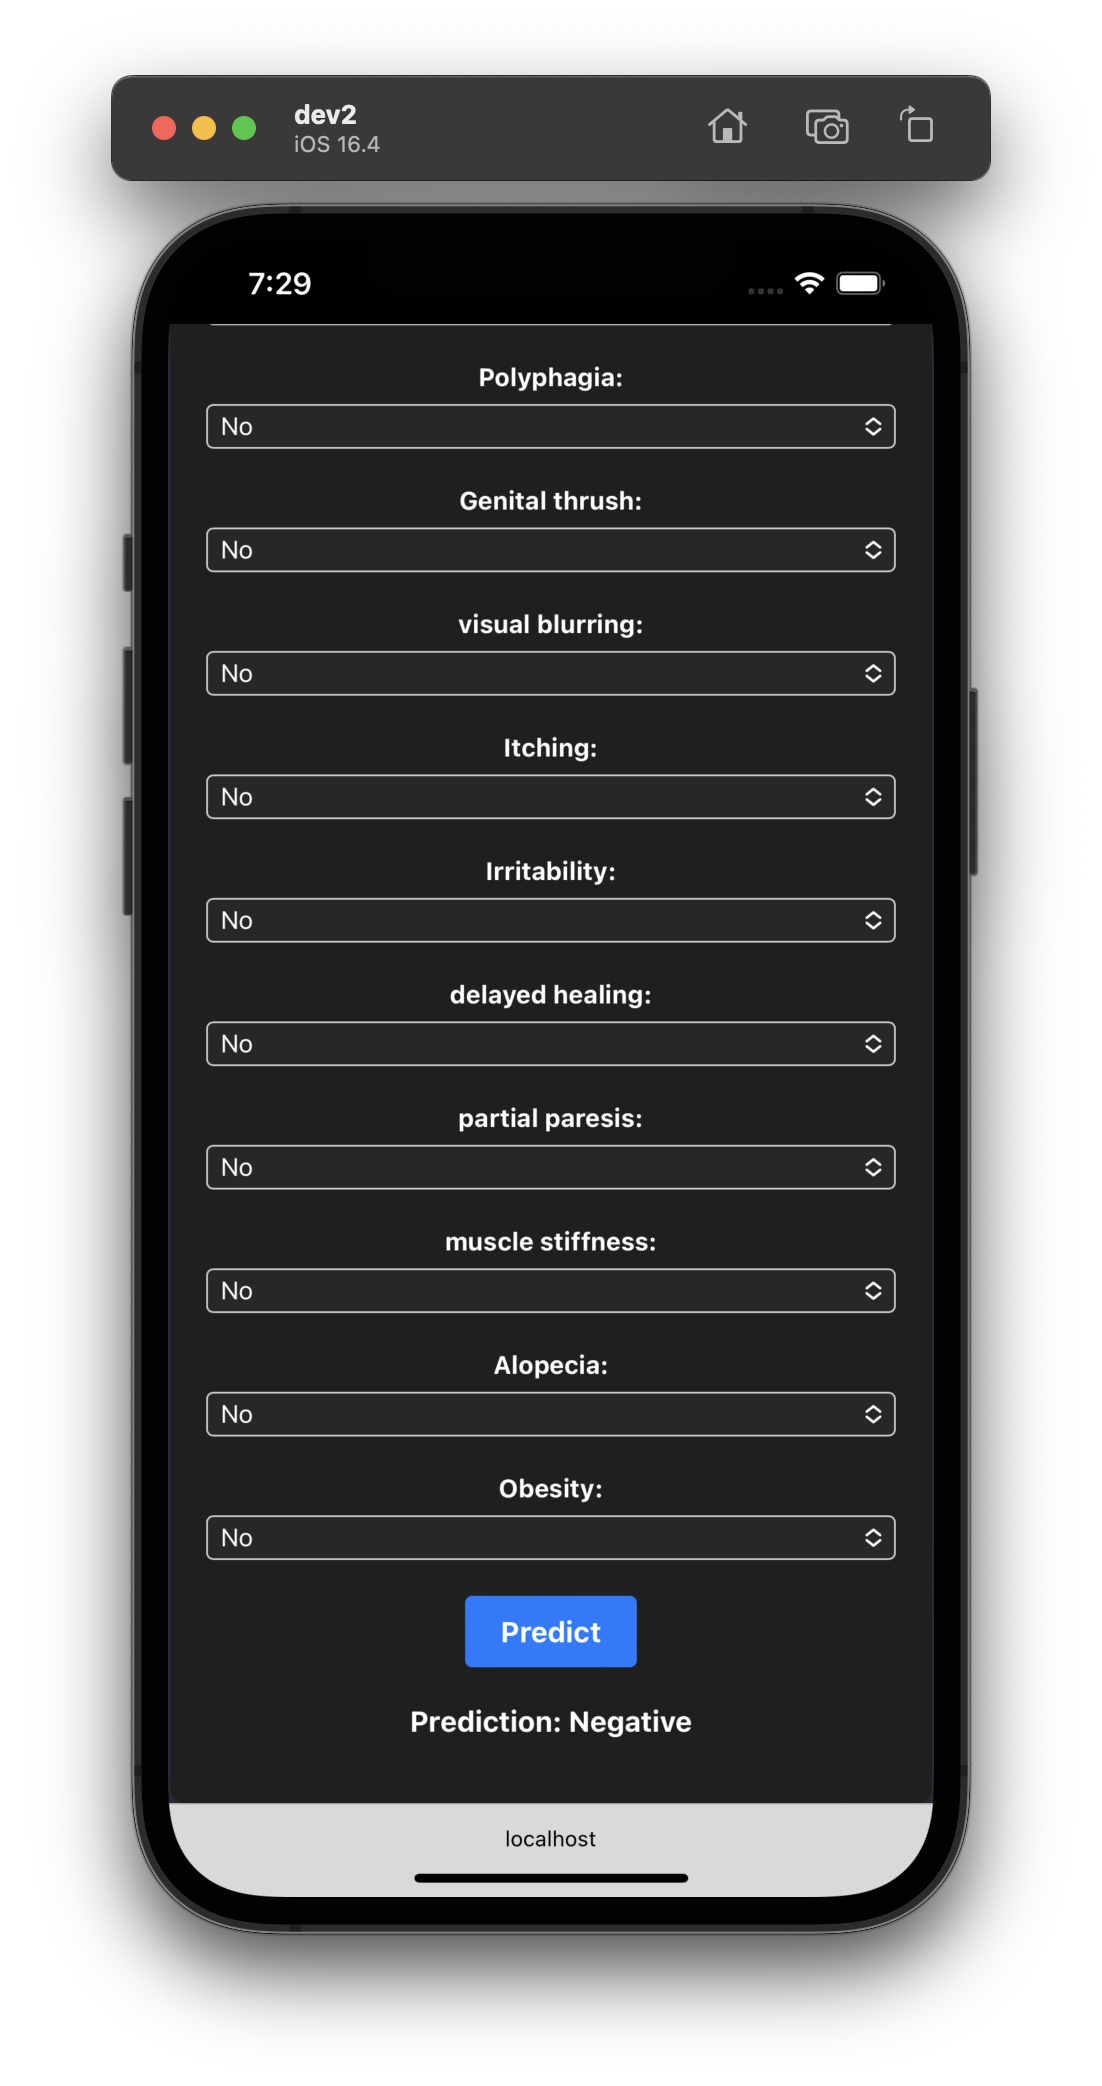 dev2
iOS 16.4
7:29
Polyphagia:
No
Genital thrush:
No
visual blurring:
No
Itching:
No
Irritability:
No
delayed healing:
No
partial paresis:
No
muscle stiffness:
No
Alopecia:
No
Obesity:
No
Predict
Prediction: Negative
localhost